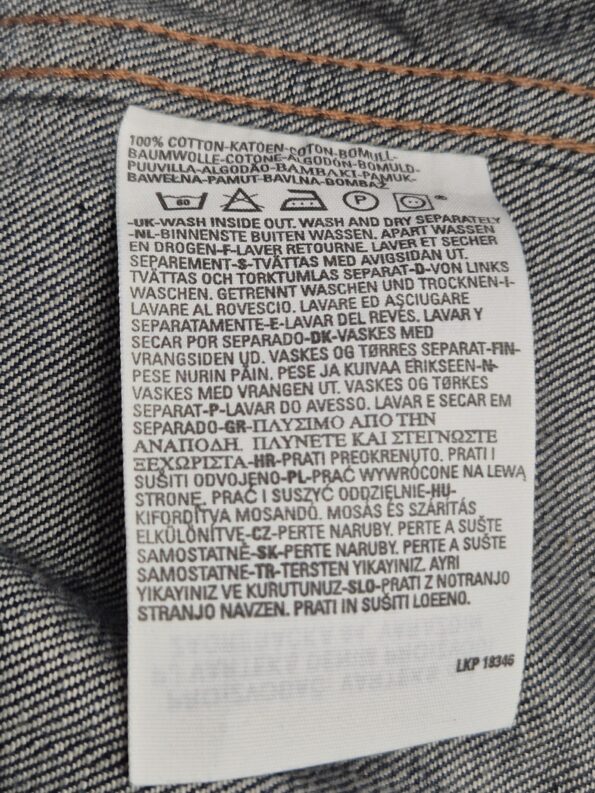 100% COTTON-KATOEN-COTON-BOMULL-
BAUMWOLLE-COTONE-ALGODÓN-BOMULD-
PUUVILLA-ALGODÃO-BAMBAKI-PAMUK-
BAWEŁNA-PAMUT-BAVLNA-BOMBAŽ
60 P
-UK-WASH INSIDE OUT. WASH AND DRY SEPARATELY
-NL-BINNENSTE BUITEN WASSEN. APART WASSEN
EN DROGEN-F-LAVER RETOURNE. LAVER ET SECHER
SEPAREMENT-S-TVÄTTAS MED AVIGSIDAN UT.
TVÄTTAS OCH TORKTUMLAS SEPARAT-D-VON LINKS
WASCHEN. GETRENNT WASCHEN UND TROCKNEN-I-
LAVARE AL ROVESCIO. LAVARE ED ASCIUGARE
SEPARATAMENTE-E-LAVAR DEL REVÉS. LAVAR Y
SECAR POR SEPARADO-DK-VASKES MED
VRANGSIDEN UD. VASKES OG TØRRES SEPARAT-FIN-
PESE NURIN PÄIN. PESE JA KUIVAA ERIKSEEN-N-
VASKES MED VRANGEN UT. VASKES OG TØRKES
SEPARAT-P-LAVAR DO AVESSO. LAVAR E SECAR EM
SEPARADO-GR-ΠΛΥΣΙΜΟ ΑΠΟ ΤΗΝ
ΑΝΑΠΟΔΗ. ΠΛΥΝΕΤΕ ΚΑΙ ΣΤΕΓΝΩΣΤΕ
ΞΕΧΩΡΙΣΤΑ-HR-PRATI PREOKRENUTO. PRATI I
SUŠITI ODVOJENO-PL-PRAĆ WYWRÓCONE NA LEWĄ
STRONĘ. PRAĆ I SUSZYĆ ODDZIELNIE-HU-
KIFORDÍTVA MOSANDÓ. MOSÁS ÉS SZÁRÍTÁS
ELKÜLÖNÍTVE-CZ-PERTE NARUBY. PERTE A SUŠTE
SAMOSTATNĚ-SK-PERTE NARUBY. PERTE A SUŠTE
SAMOSTATNE-TR-TERSTEN YIKAYINIZ. AYRI
YIKAYINIZ VE KURUTUNUZ-SLO-PRATI Z NOTRANJO
STRANJO NAVZEN. PRATI IN SUŠITI LOEENO.
LKP 18346